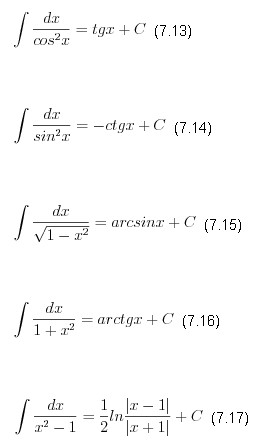 ∫ dx/cos²x = tgx + C (7.13)
∫ dx/sin²x = −ctgx + C (7.14)
∫ dx/√(1 − x²) = arcsinx + C (7.15)
∫ dx/(1 + x²) = arctgx + C (7.16)
∫ dx/(x² − 1) = 1/2 ln |x − 1|/|x + 1| + C (7.17)